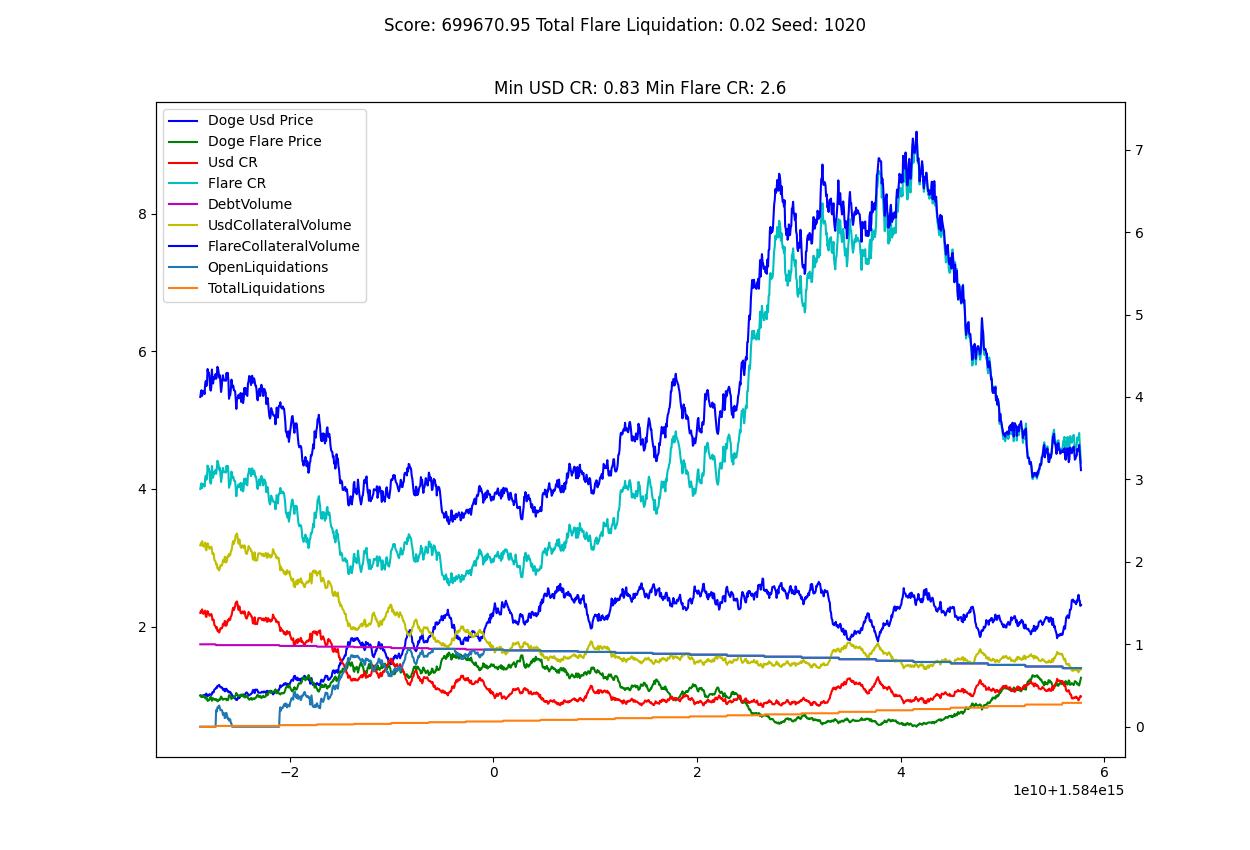 Score: 699670.95 Total Flare Liquidation: 0.02 Seed: 1020
Min USD CR: 0.83 Min Flare CR: 2.6
Doge Usd Price
Doge Flare Price
Usd CR
Flare CR
DebtVolume
UsdCollateralVolume
FlareCollateralVolume
OpenLiquidations
TotalLiquidations
8
6
4
2
7
6
5
4
3
2
1
0
−2
0
2
4
6
1e10+1.584e15